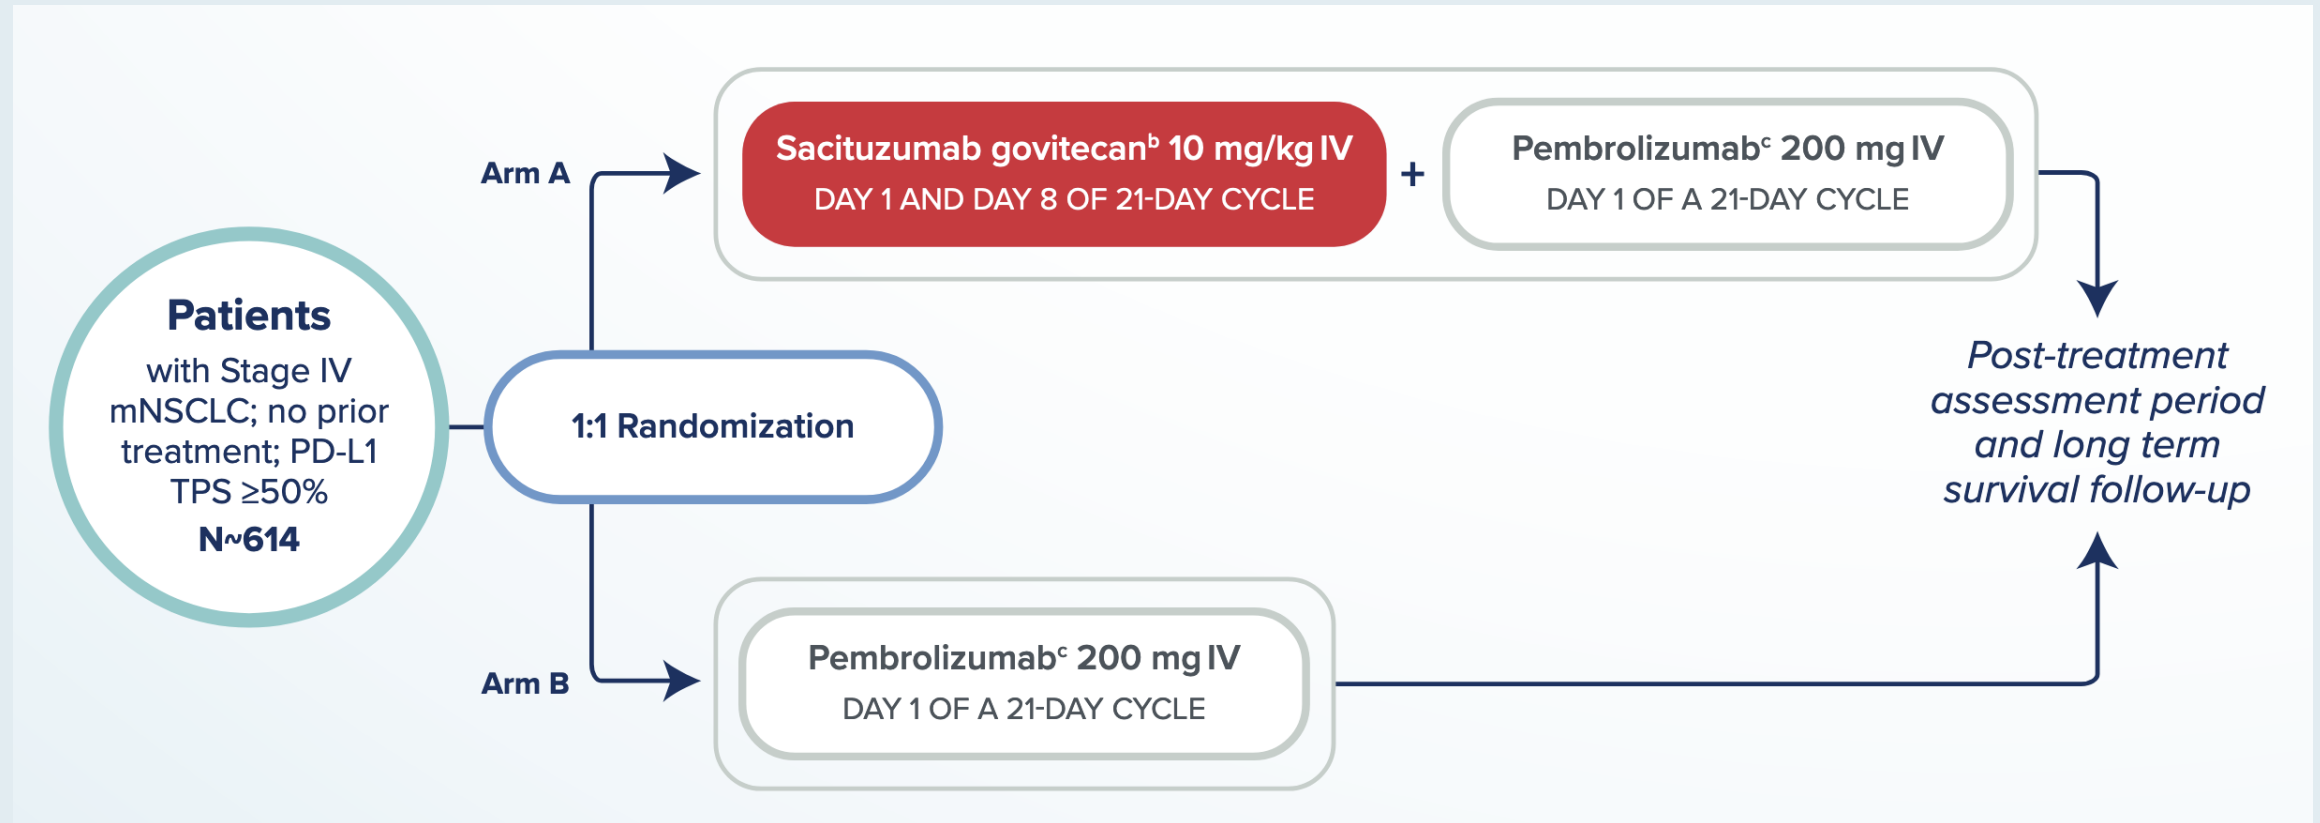 Patients
with Stage IV
mNSCLC; no prior
treatment; PD-L1
TPS ≥50%
N~614
1:1 Randomization
Arm A
Sacituzumab govitecanᵇ 10 mg/kg IV
DAY 1 AND DAY 8 OF 21-DAY CYCLE
+
Pembrolizumabᶜ 200 mg IV
DAY 1 OF A 21-DAY CYCLE
Arm B
Pembrolizumabᶜ 200 mg IV
DAY 1 OF A 21-DAY CYCLE
Post-treatment
assessment period
and long term
survival follow-up